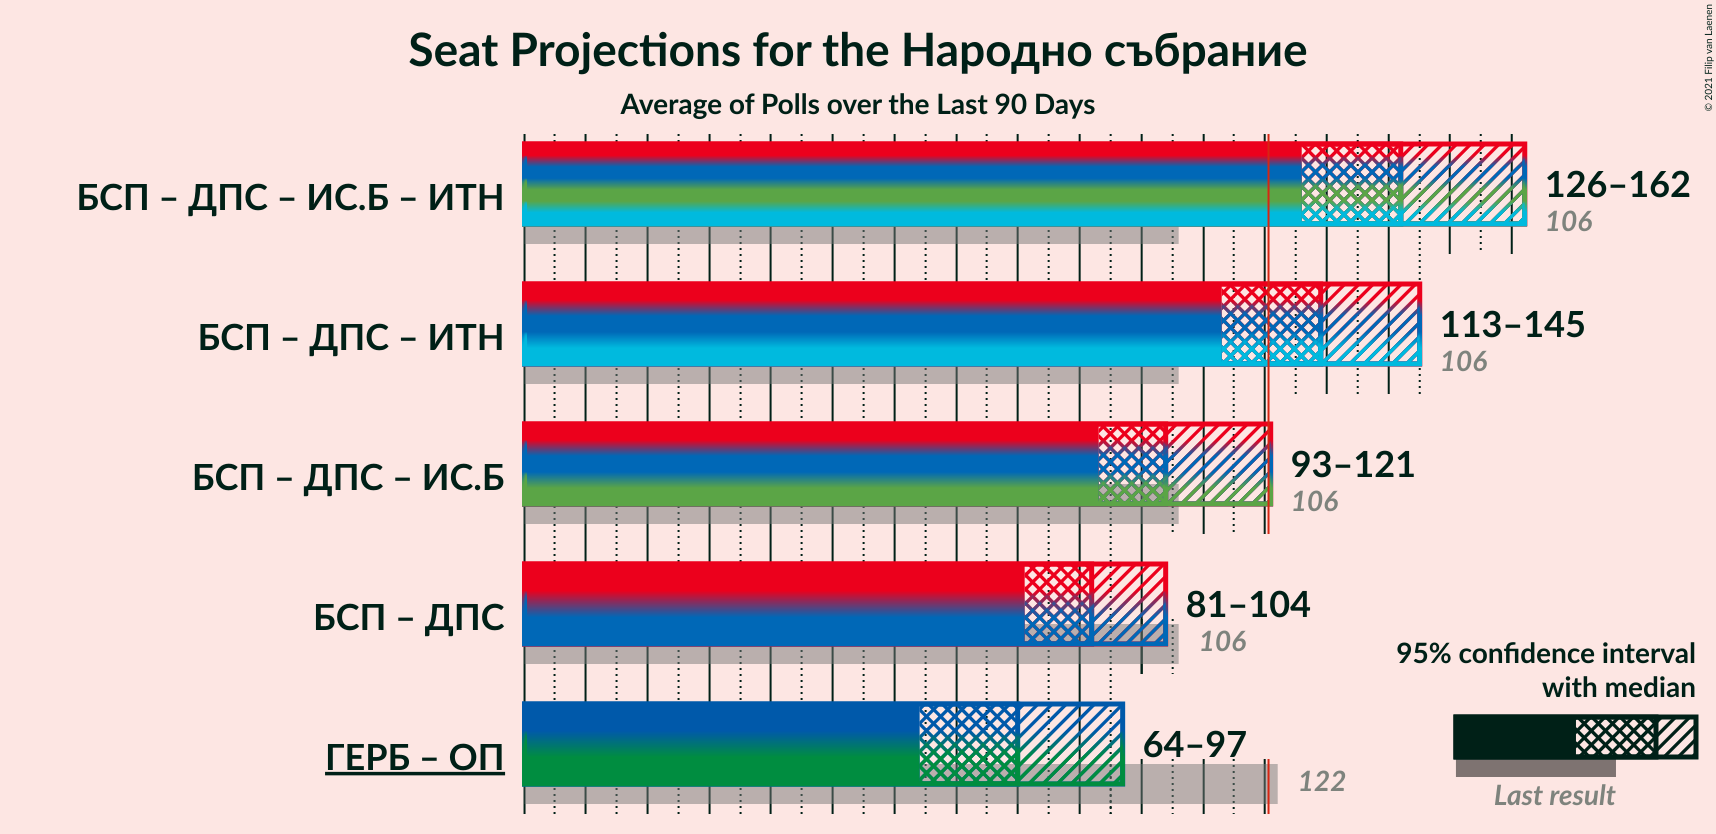 Seat Projections for the Народно събрание
Average of Polls over the Last 90 Days
© 2021 Filip van Laenen
БСП – ДПС – ИС.Б – ИТН
126–162
106
БСП – ДПС – ИТН
113–145
106
БСП – ДПС – ИС.Б
93–121
106
БСП – ДПС
81–104
106
ГЕРБ – ОП
64–97
122
95% confidence interval
with median
Last result